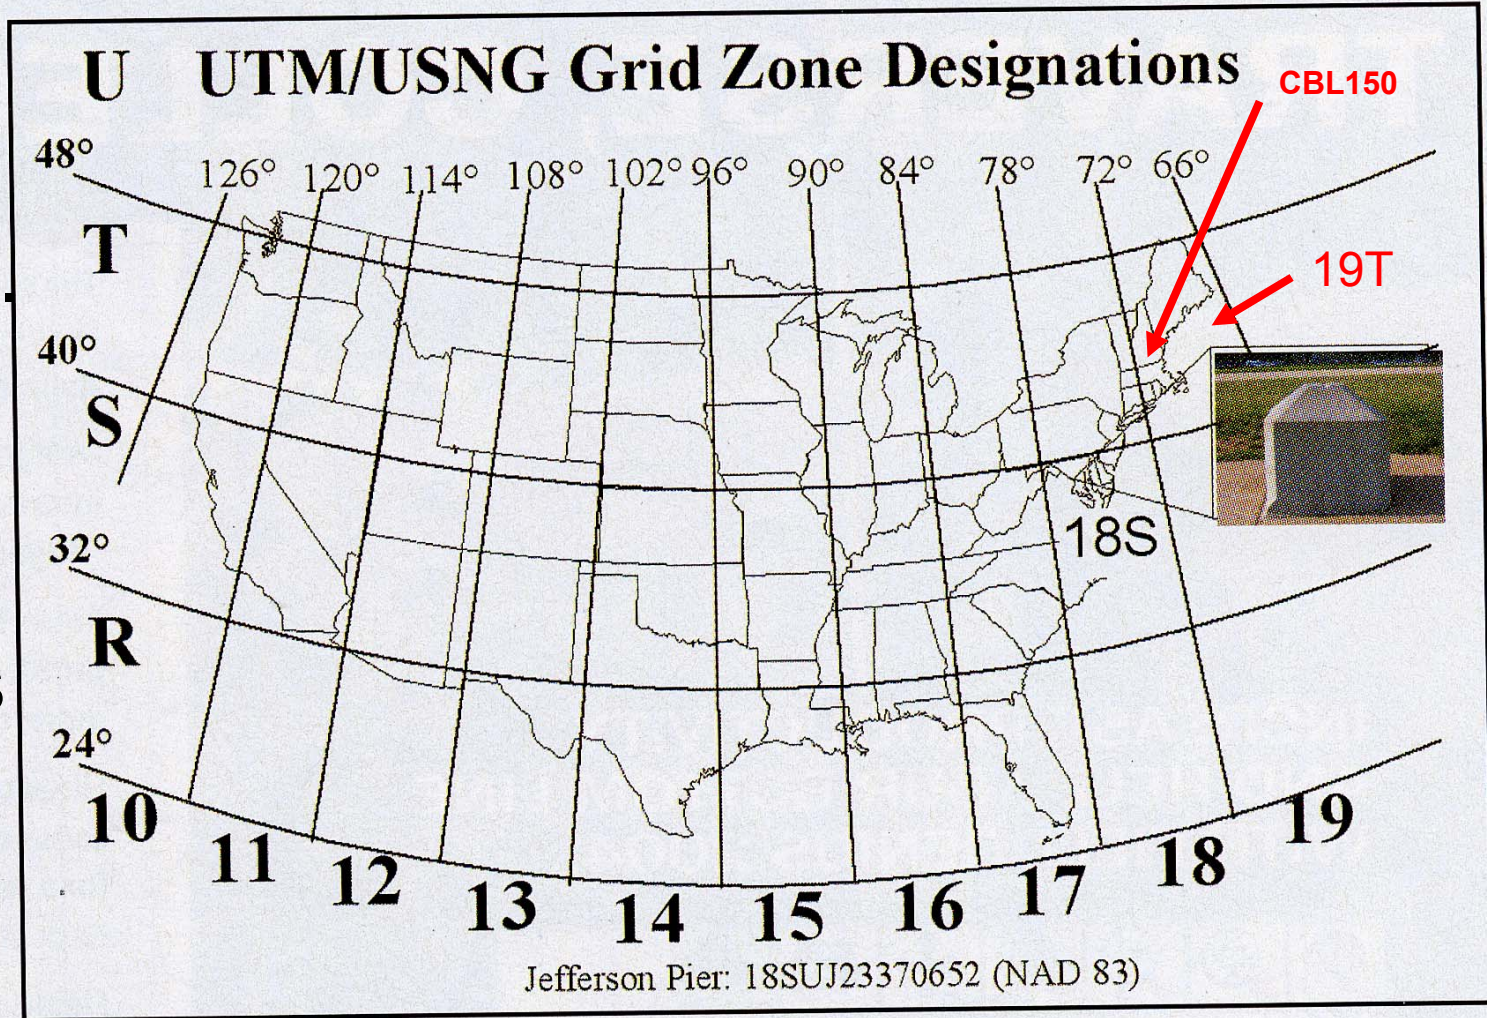 U UTM/USNG Grid Zone Designations
CBL150
48°
126° 120° 114° 108° 102° 96° 90° 84° 78° 72° 66°
T
19T
40°
S
18S
32°
R
24°
10 11 12 13 14 15 16 17 18 19
Jefferson Pier: 18SUJ23370652 (NAD 83)